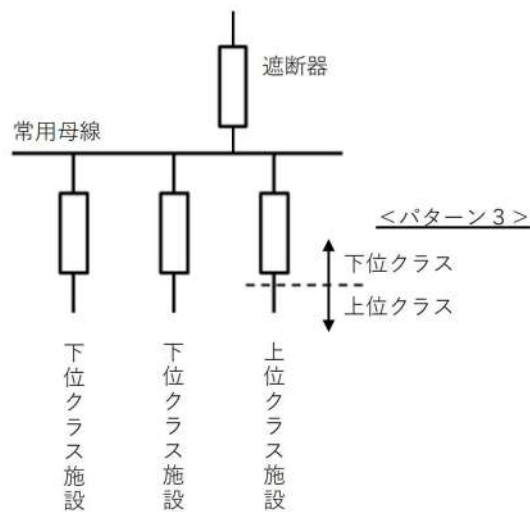 遮断器
常用母線
＜パターン３＞
下位クラス
上位クラス
下位クラス施設
下位クラス施設
上位クラス施設